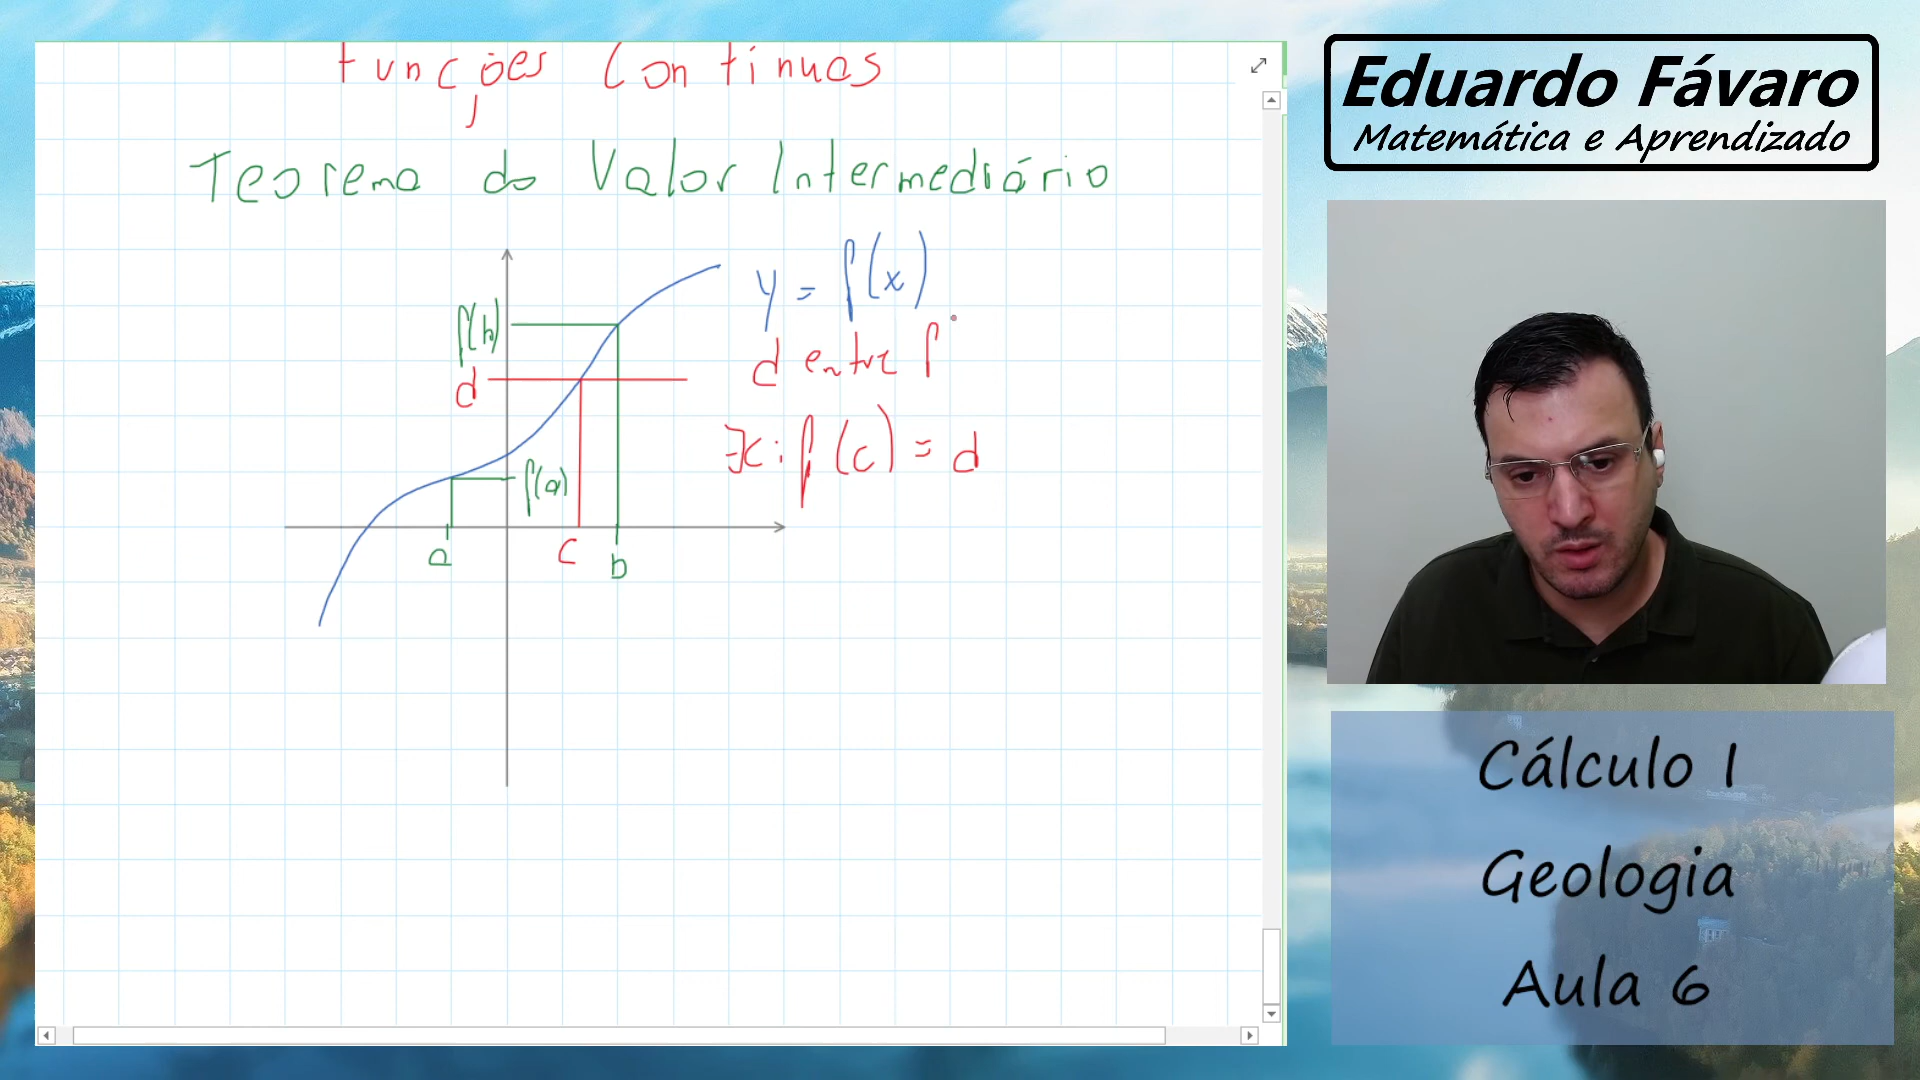 Funções Contínuas
Teorema do Valor Intermediário
y = f(x)
f(b)
d entre f
d
∃c: f(c) = d
f(a)
a
c
b
Eduardo Fávaro
Matemática e Aprendizado
Cálculo I
Geologia
Aula 6